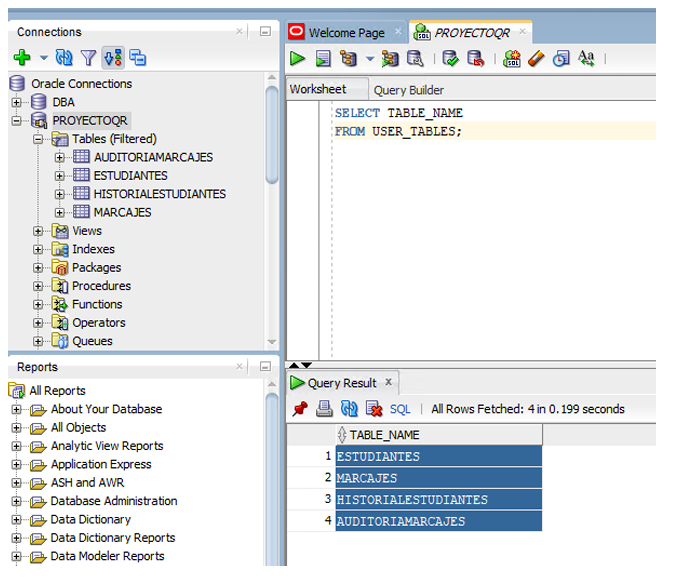 Connections
Oracle Connections
DBA
PROYECTOQR
Tables (Filtered)
AUDITORIAMARCAJES
ESTUDIANTES
HISTORIALESTUDIANTES
MARCAJES
Views
Indexes
Packages
Procedures
Functions
Operators
Queues
Reports
All Reports
About Your Database
All Objects
Analytic View Reports
Application Express
ASH and AWR
Database Administration
Data Dictionary
Data Dictionary Reports
Data Modeler Reports
Welcome Page
PROYECTOQR
Worksheet Query Builder
SELECT TABLE_NAME
FROM USER_TABLES;
Query Result
SQL | All Rows Fetched: 4 in 0.199 seconds
TABLE_NAME
1 ESTUDIANTES
2 MARCAJES
3 HISTORIALESTUDIANTES
4 AUDITORIAMARCAJES